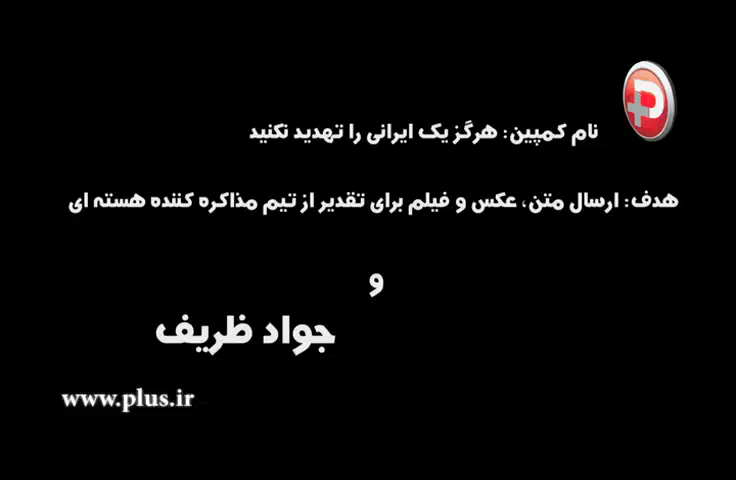 نام کمپین: هرگز یک ایرانی را تهدید نکنید
هدف: ارسال متن، عکس و فیلم برای تقدیر از تیم مذاکره کننده هسته ای
و
جواد ظریف
www.plus.ir